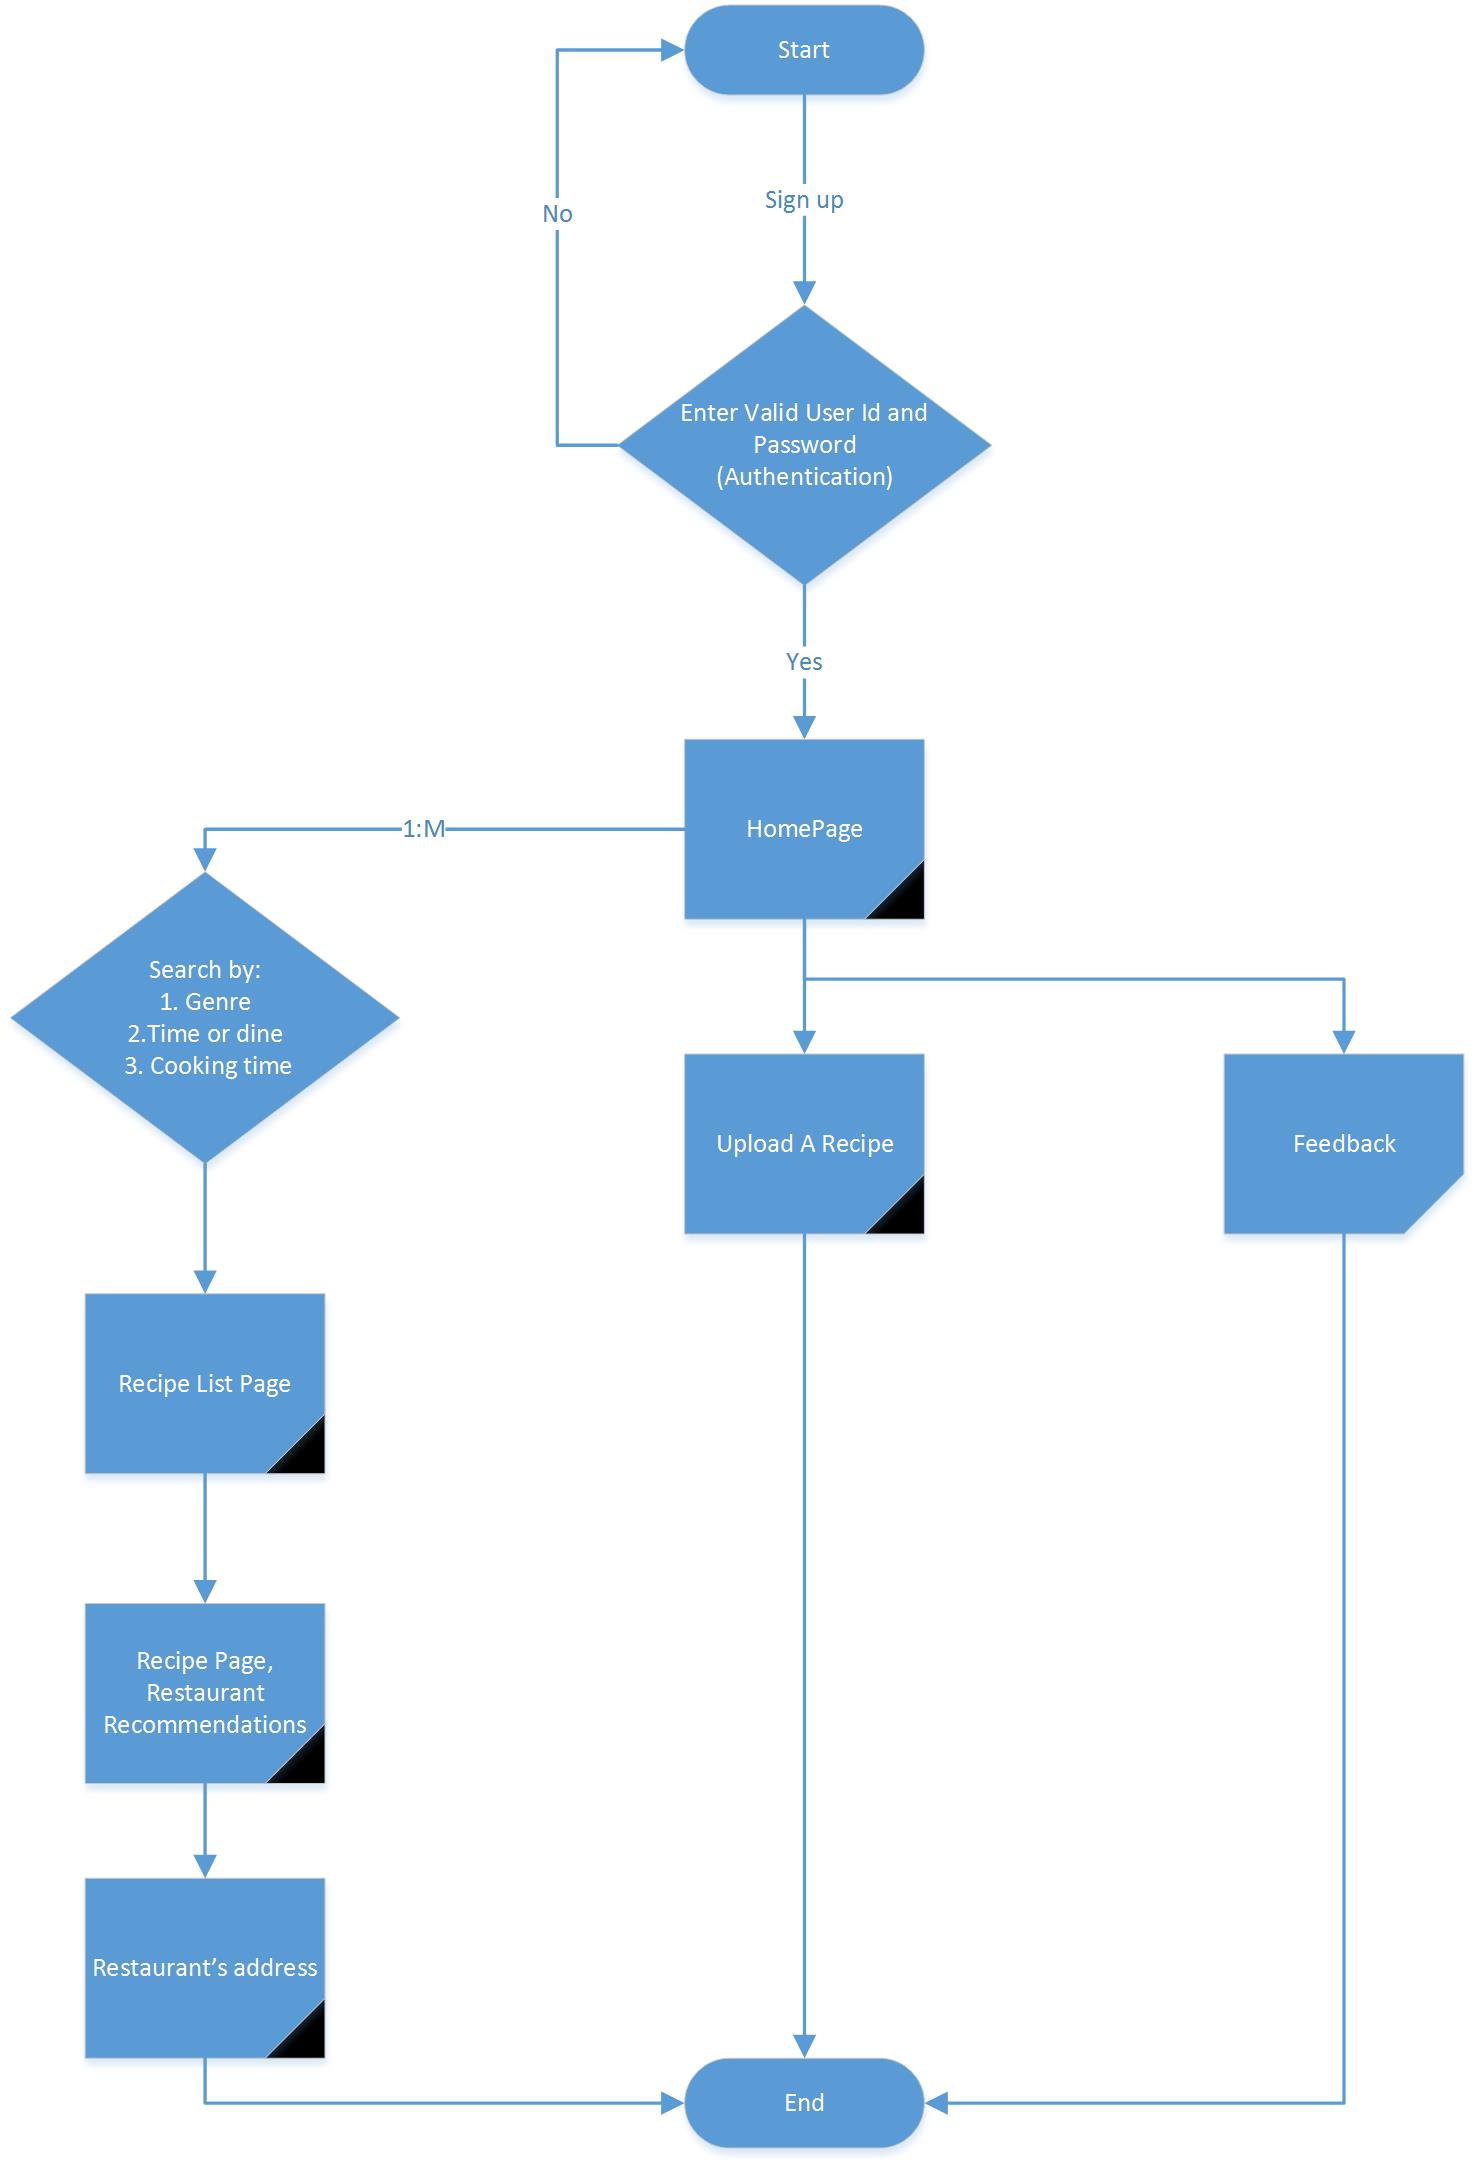 Start
No
Sign up
Enter Valid User Id and
Password
(Authentication)
Yes
HomePage
1:M
Search by:
1. Genre
2.Time or dine
3. Cooking time
Upload A Recipe
Feedback
Recipe List Page
Recipe Page,
Restaurant
Recommendations
Restaurant’s address
End